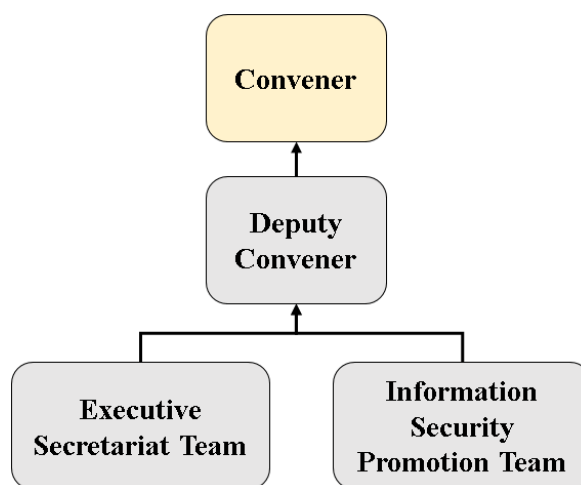 Convener
Deputy
Convener
Executive
Secretariat Team
Information
Security
Promotion Team